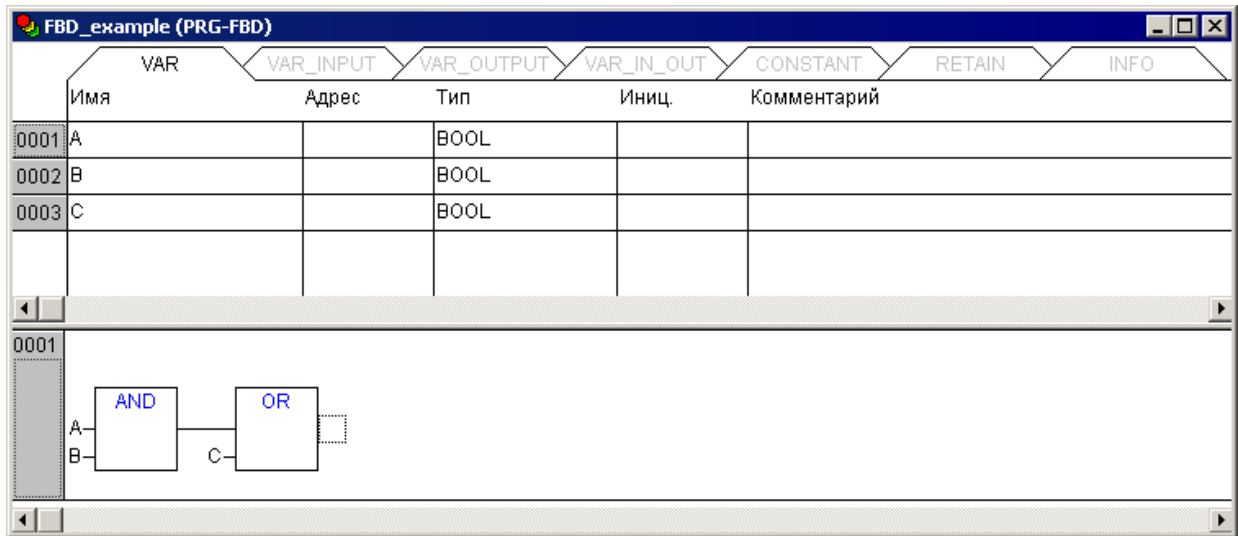 FBD_example (PRG-FBD)
VAR VAR_INPUT VAR_OUTPUT VAR_IN_OUT CONSTANT RETAIN INFO
Имя Адрес Тип Иниц. Комментарий
0001 A BOOL
0002 B BOOL
0003 C BOOL
0001
AND OR
A
B C